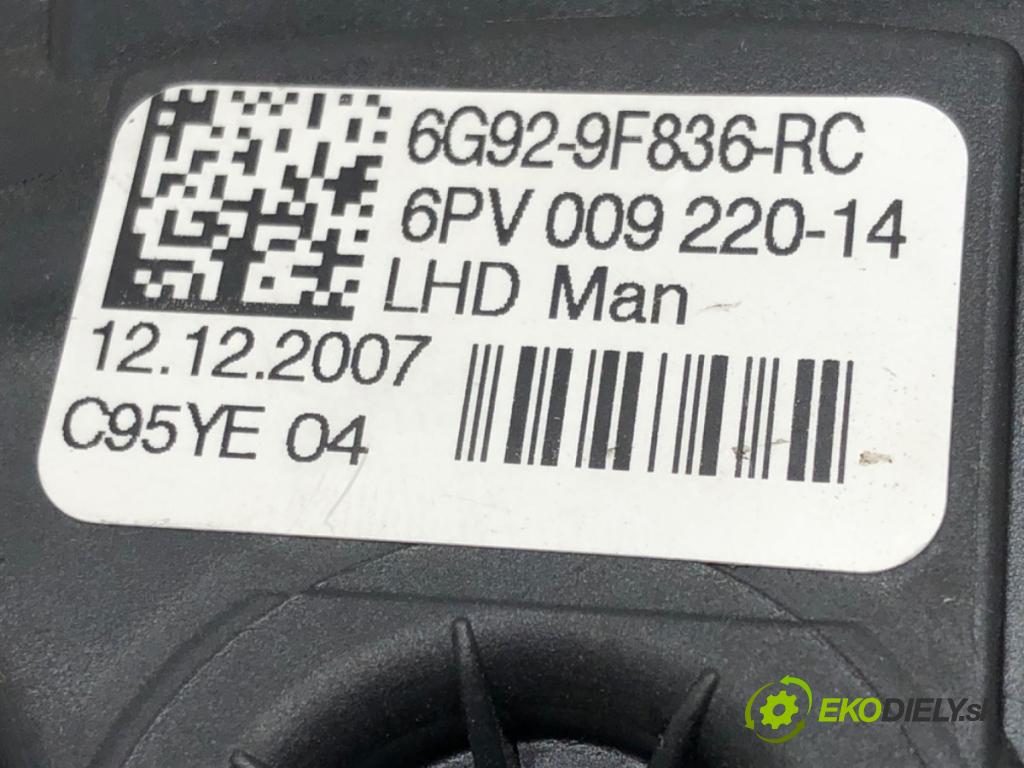 6G92-9F836-RC
6PV 009 220-14
LHD Man
12.12.2007
C95YE 04
EKODIELY.sk